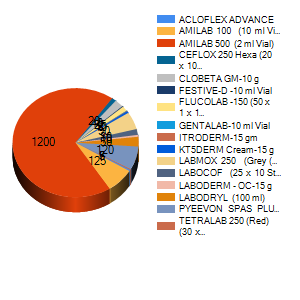 ACLOFLEX ADVANCE
AMILAB 100 (10 ml Vi...
AMILAB 500 (2 ml Vial)
CEFLOX 250 Hexa (20
x 10...
CLOBETA GM-10 g
FESTIVE-D -10 ml Vial
FLUCOLAB -150 (50 x
1 x 1...
GENTALAB-10 ml Vial
ITRODERM-15 gm
KT5DERM Cream-15 g
LABMOX 250 (Grey (...
LABOCOF (25 x 10 St...
LABODERM - OC-15 g
LABODRYL (100 ml)
PYEEVON SPAS PLU...
TETRALAB 250 (Red)
(30 x...
1200
120
125